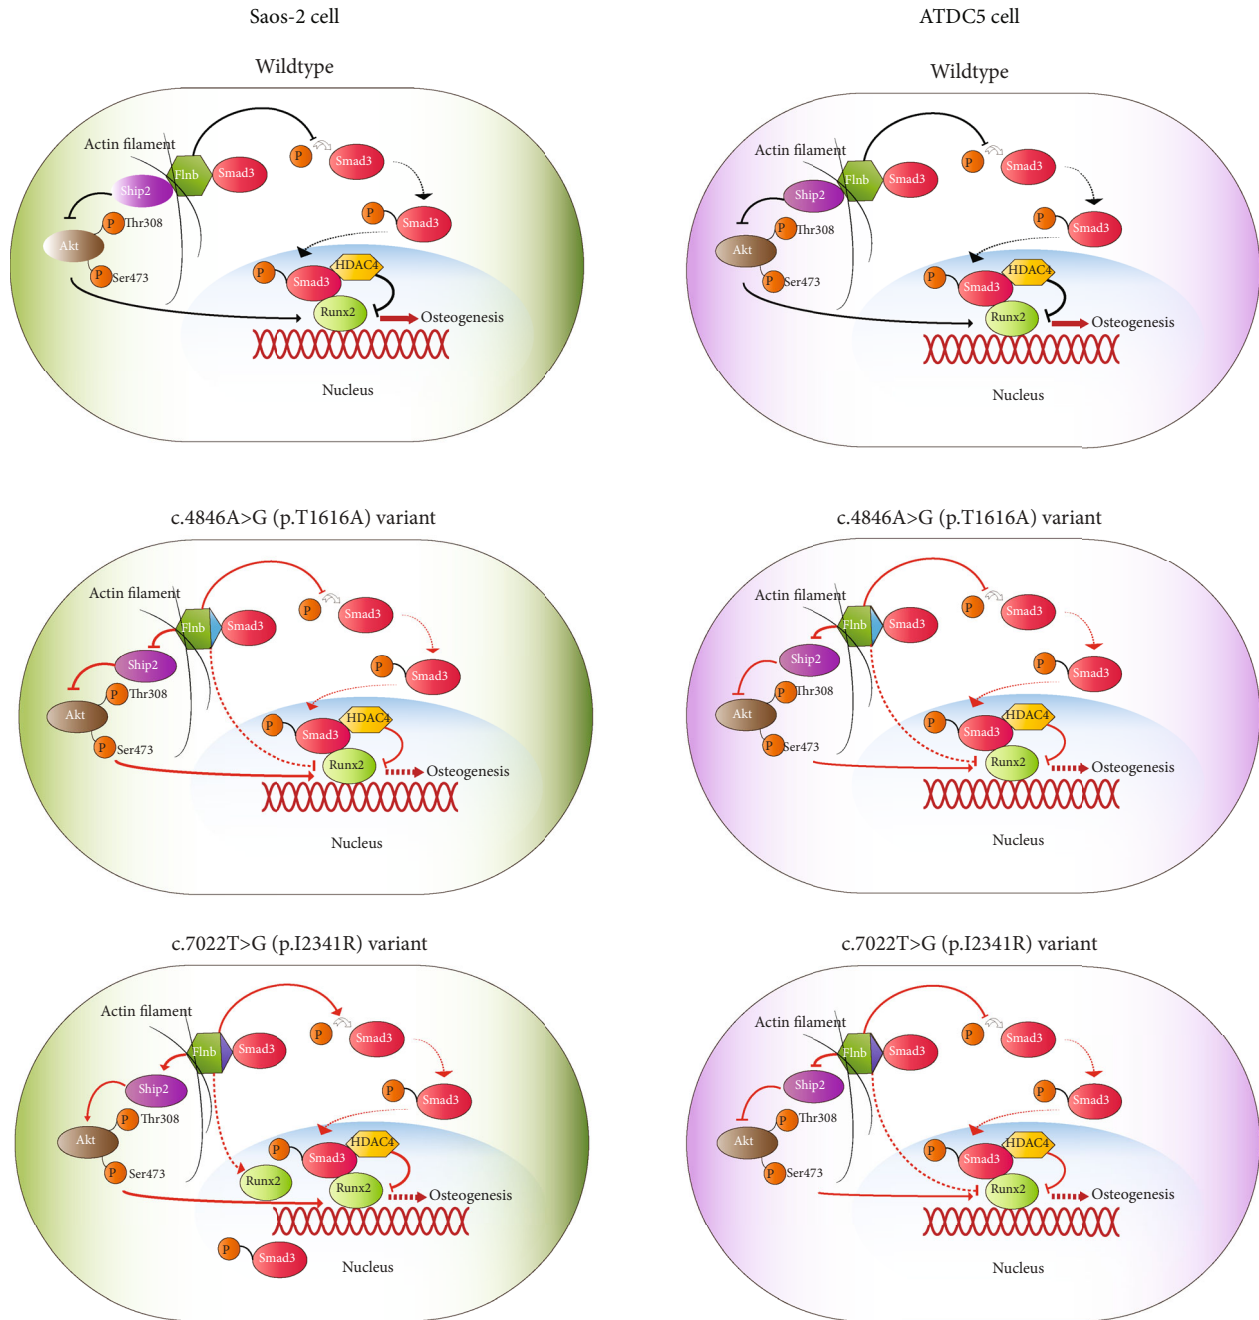 Saos-2 cell
Wildtype
Actin filament
P
Smad3
Flnb
Smad3
Ship2
P
Thr308
P
Smad3
Akt
P
Ser473
P
HDAC4
Smad3
Runx2
Osteogenesis
Nucleus
ATDC5 cell
Wildtype
Actin filament
P
Smad3
Flnb
Smad3
Ship2
P
Thr308
P
Smad3
Akt
P
Ser473
P
HDAC4
Smad3
Runx2
Osteogenesis
Nucleus
c.4846A>G (p.T1616A) variant
Actin filament
P
Smad3
Flnb
Smad3
Ship2
P
Smad3
P
Thr308
Akt
P
HDAC4
Smad3
P
Ser473
Runx2
Osteogenesis
Nucleus
c.4846A>G (p.T1616A) variant
Actin filament
P
Smad3
Flnb
Smad3
Ship2
P
Smad3
P
Thr308
Akt
P
HDAC4
Smad3
P
Ser473
Runx2
Osteogenesis
Nucleus
c.7022T>G (p.I2341R) variant
Actin filament
P
Smad3
Flnb
Smad3
Ship2
P
Smad3
P
Thr308
Akt
P
HDAC4
Smad3
P
Ser473
Runx2
Runx2
Osteogenesis
P
Smad3
Nucleus
c.7022T>G (p.I2341R) variant
Actin filament
P
Smad3
Flnb
Smad3
Ship2
P
Smad3
P
Thr308
Akt
P
HDAC4
Smad3
P
Ser473
Runx2
Osteogenesis
Nucleus